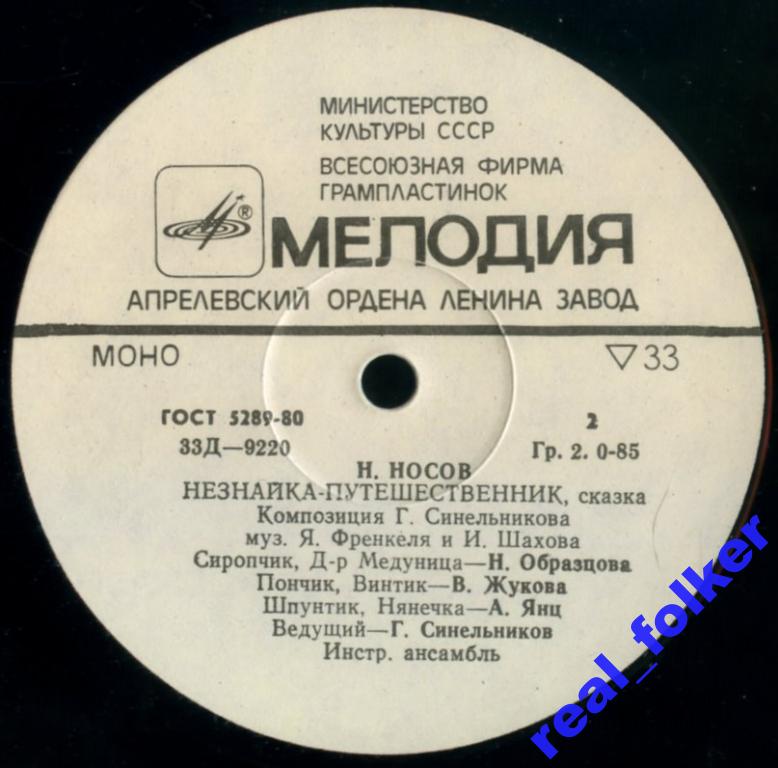 МИНИСТЕРСТВО
КУЛЬТУРЫ СССР
ВСЕСОЮЗНАЯ ФИРМА
ГРАМПЛАСТИНОК
®
МЕЛОДИЯ
АПРЕЛЕВСКИЙ ОРДЕНА ЛЕНИНА ЗАВОД
МОНО ▽33
ГОСТ 5289-80 2
33Д—9220 Гр. 2. 0-85
Н. НОСОВ
НЕЗНАЙКА-ПУТЕШЕСТВЕННИК, сказка
Композиция Г. Синельникова
муз. Я. Френкеля и И. Шахова
Сиропчик, Д-р Медуница—Н. Образцова
Пончик, Винтик—В. Жукова
Шпунтик, Нянечка—А. Янц
Ведущий—Г. Синельников
Инстр. ансамбль
real_folker